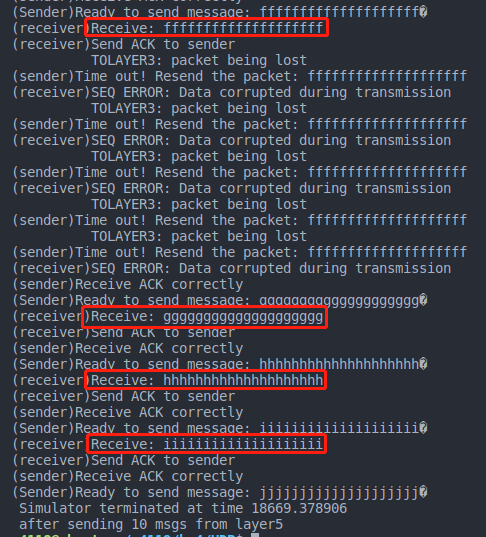 (Sender)Ready to send message: ffffffffffffffffffff�
(receiver)Receive: ffffffffffffffffffff
(receiver)Send ACK to sender
TOLAYER3: packet being lost
(sender)Time out! Resend the packet: ffffffffffffffffffff
(receiver)SEQ ERROR: Data corrupted during transmission
TOLAYER3: packet being lost
(sender)Time out! Resend the packet: ffffffffffffffffffff
(receiver)SEQ ERROR: Data corrupted during transmission
TOLAYER3: packet being lost
(sender)Time out! Resend the packet: ffffffffffffffffffff
(receiver)SEQ ERROR: Data corrupted during transmission
TOLAYER3: packet being lost
(sender)Time out! Resend the packet: ffffffffffffffffffff
(receiver)SEQ ERROR: Data corrupted during transmission
TOLAYER3: packet being lost
(sender)Time out! Resend the packet: ffffffffffffffffffff
(receiver)SEQ ERROR: Data corrupted during transmission
(sender)Receive ACK correctly
(Sender)Ready to send message: gggggggggggggggggggg�
(receiver)Receive: gggggggggggggggggggg
(receiver)Send ACK to sender
(sender)Receive ACK correctly
(Sender)Ready to send message: hhhhhhhhhhhhhhhhhhhh�
(receiver)Receive: hhhhhhhhhhhhhhhhhhhh
(receiver)Send ACK to sender
(sender)Receive ACK correctly
(Sender)Ready to send message: iiiiiiiiiiiiiiiiiiii�
(receiver)Receive: iiiiiiiiiiiiiiiiiiii
(receiver)Send ACK to sender
(sender)Receive ACK correctly
(Sender)Ready to send message: jjjjjjjjjjjjjjjjjjjj�
Simulator terminated at time 18669.378906
after sending 10 msgs from layer5